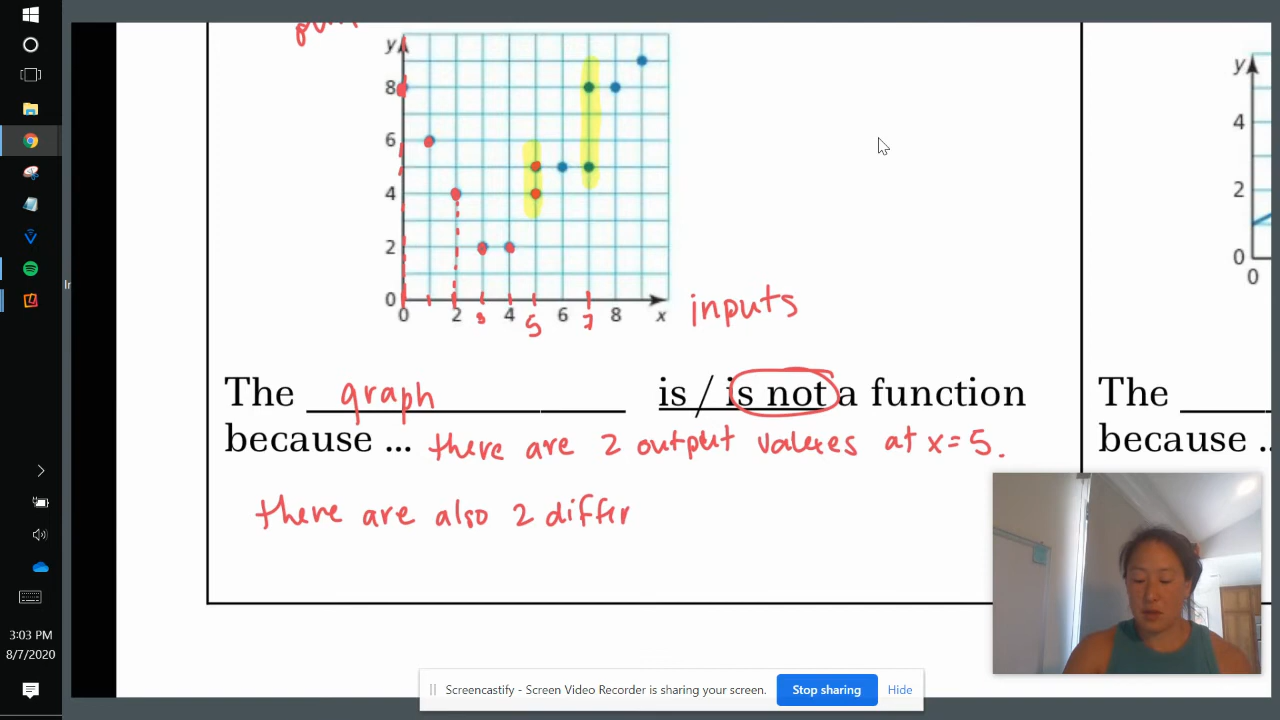 y
8
6
4
2
0
0 2 3 4 5 6 7 8 x
inputs
The graph is / is not a function
because ... there are 2 output values at x=5.
there are also 2 differ
y
4
2
0
0
The
because ..
3:03 PM
8/7/2020
Screencastify - Screen Video Recorder is sharing your screen.
Stop sharing
Hide